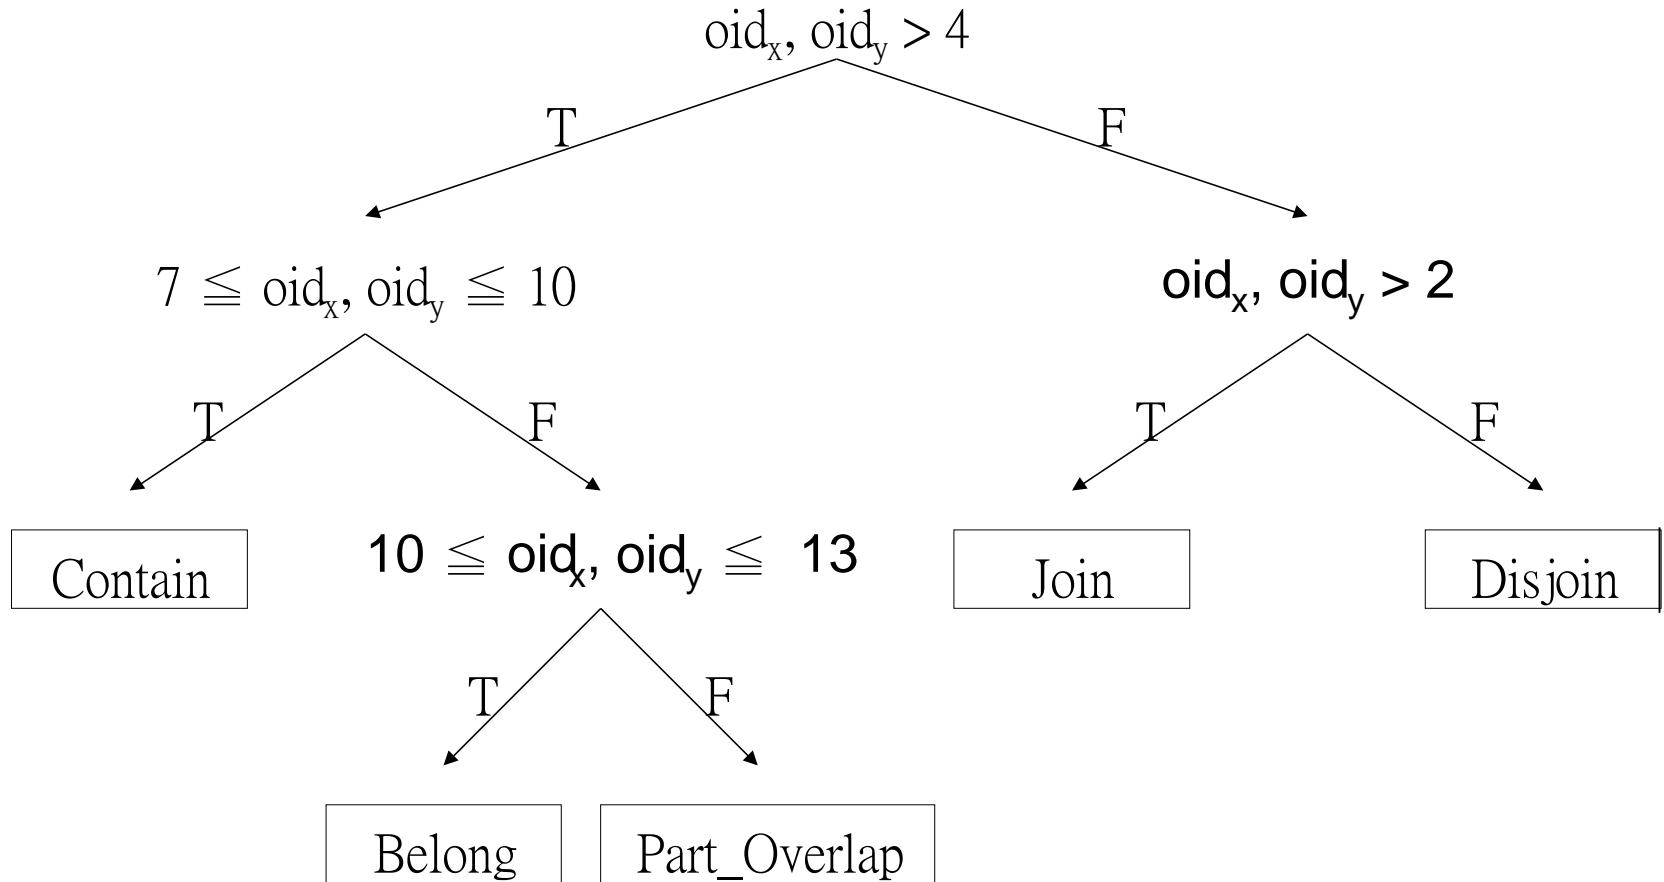 oidx, oidy > 4
T F
7 ≦ oidx, oidy ≦ 10
oidx, oidy > 2
T F T F
Contain
10 ≦ oidx, oidy ≦ 13
Join
Disjoin
T F
Belong
Part_Overlap